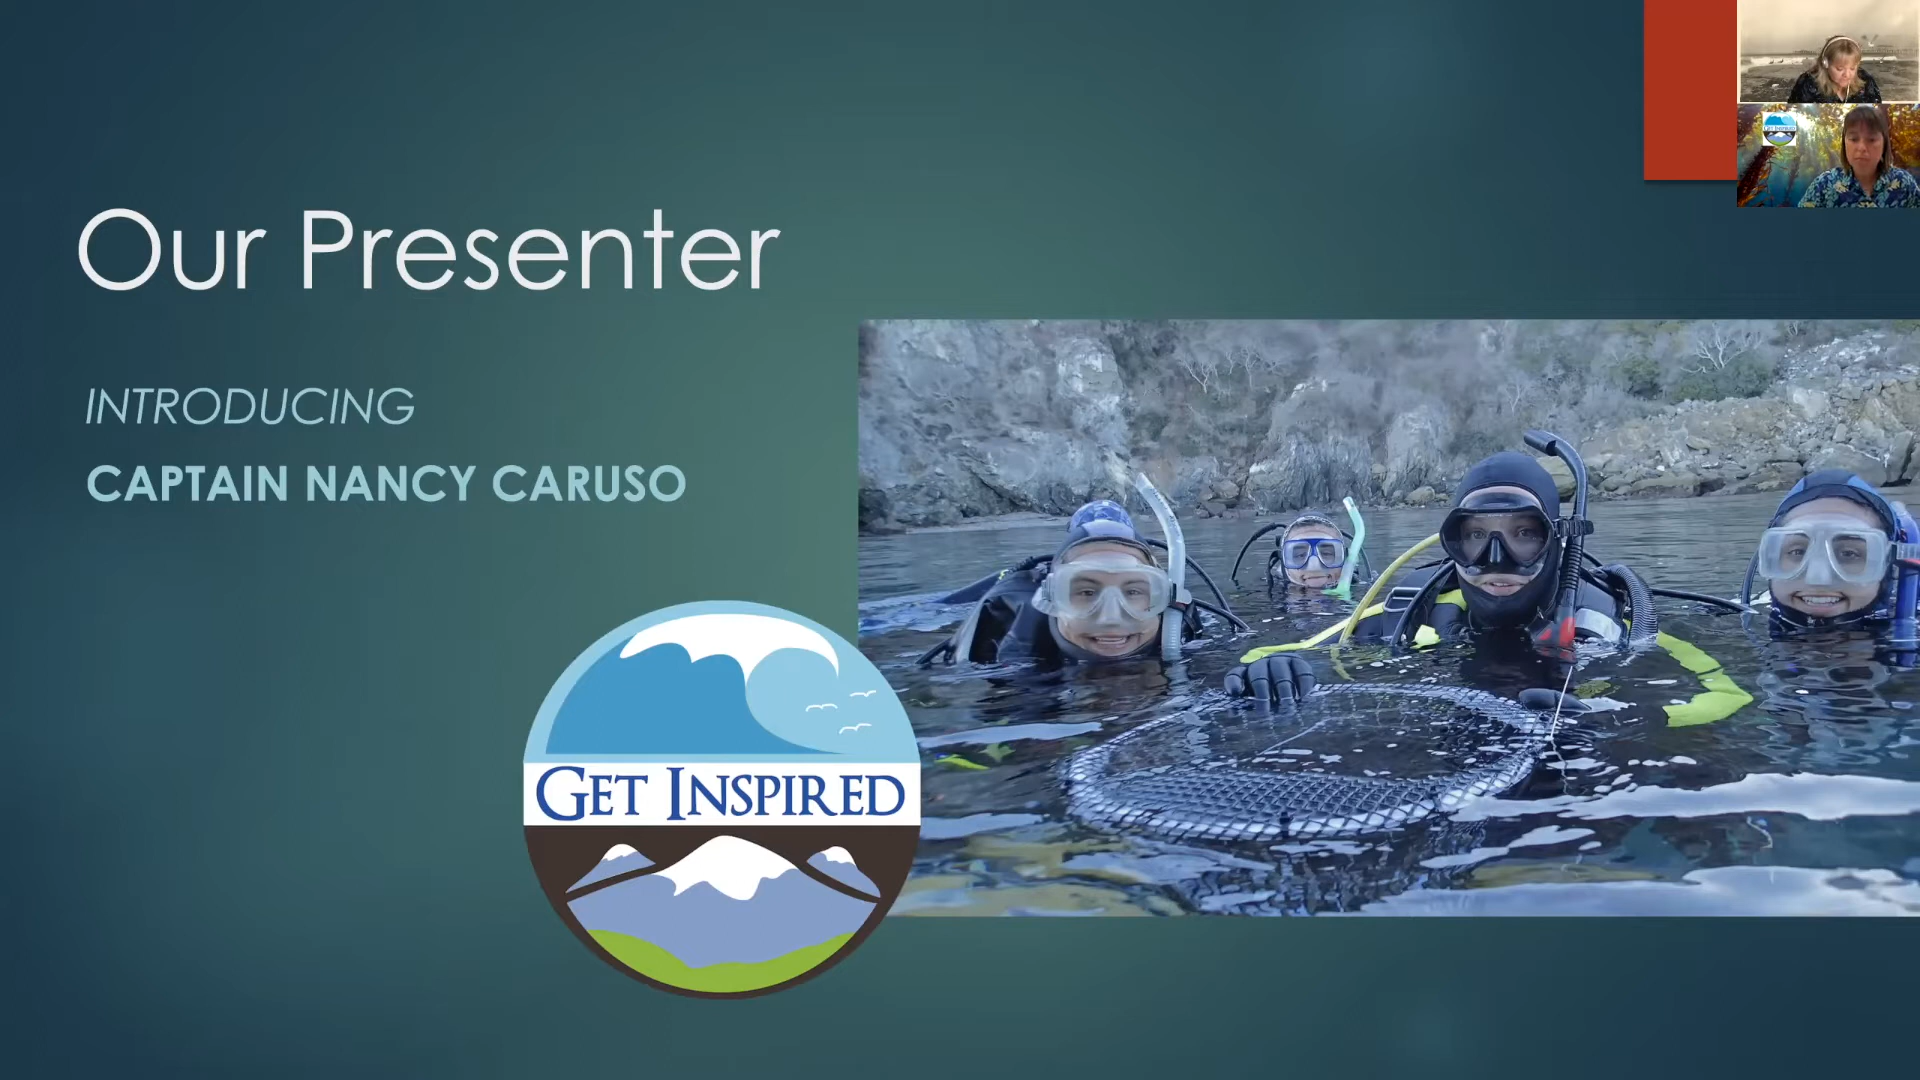 Our Presenter
INTRODUCING
CAPTAIN NANCY CARUSO
GET INSPIRED